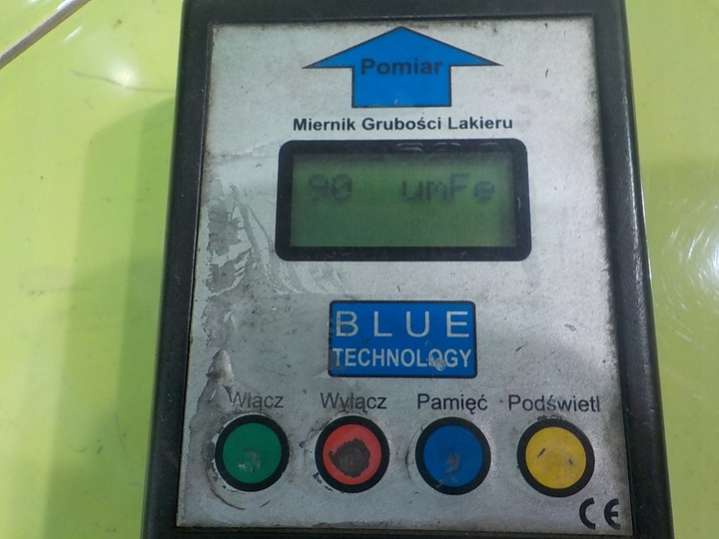 Pomiar
Miernik Grubości Lakieru
90 umFe
BLUE
TECHNOLOGY
Włącz Wyłącz Pamięć Podświetl
CE